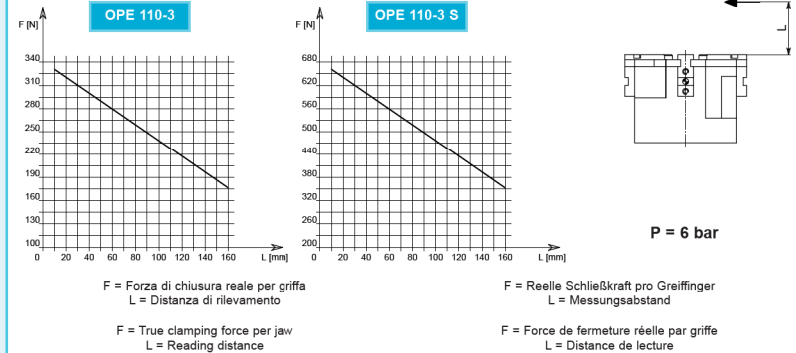 OPE 110-3
F [N]
340
310
280
250
220
190
160
130
100
0 20 40 60 80 100 120 140 160 L [mm]
OPE 110-3 S
F [N]
680
620
560
500
440
380
320
260
200
0 20 40 60 80 100 120 140 160 L [mm]
L
P = 6 bar
F = Forza di chiusura reale per griffa
L = Distanza di rilevamento
F = True clamping force per jaw
L = Reading distance
F = Reelle Schließkraft pro Greiffinger
L = Messungsabstand
F = Force de fermeture réelle par griffe
L = Distance de lecture